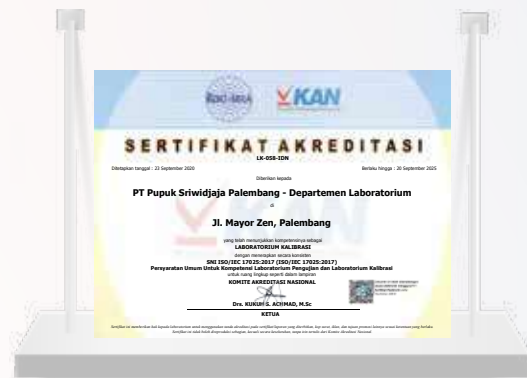 ilac-MRA
KAN
SERTIFIKAT AKREDITASI
LK-058-IDN
Ditetapkan tanggal : 23 September 2020
Berlaku hingga : 20 September 2025
Diberikan kepada
PT Pupuk Sriwidjaja Palembang - Departemen Laboratorium
di
Jl. Mayor Zen, Palembang
yang telah menunjukkan kompetensinya sebagai
LABORATORIUM KALIBRASI
dengan menerapkan secara konsisten
SNI ISO/IEC 17025:2017 (ISO/IEC 17025:2017)
Persyaratan Umum Untuk Kompetensi Laboratorium Pengujian dan Laboratorium Kalibrasi
untuk ruang lingkup seperti dalam lampiran
KOMITE AKREDITASI NASIONAL
Drs. KUKUH S. ACHMAD, M.Sc
KETUA